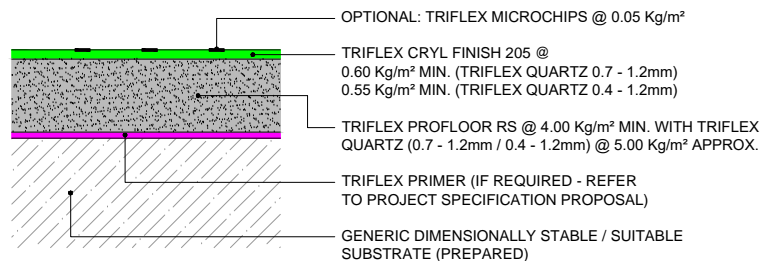 OPTIONAL: TRIFLEX MICROCHIPS @ 0.05 Kg/m²
TRIFLEX CRYL FINISH 205 @
0.60 Kg/m² MIN. (TRIFLEX QUARTZ 0.7 - 1.2mm)
0.55 Kg/m² MIN. (TRIFLEX QUARTZ 0.4 - 1.2mm)
TRIFLEX PROFLOOR RS @ 4.00 Kg/m² MIN. WITH TRIFLEX
QUARTZ (0.7 - 1.2mm / 0.4 - 1.2mm) @ 5.00 Kg/m² APPROX.
TRIFLEX PRIMER (IF REQUIRED - REFER
TO PROJECT SPECIFICATION PROPOSAL)
GENERIC DIMENSIONALLY STABLE / SUITABLE
SUBSTRATE (PREPARED)